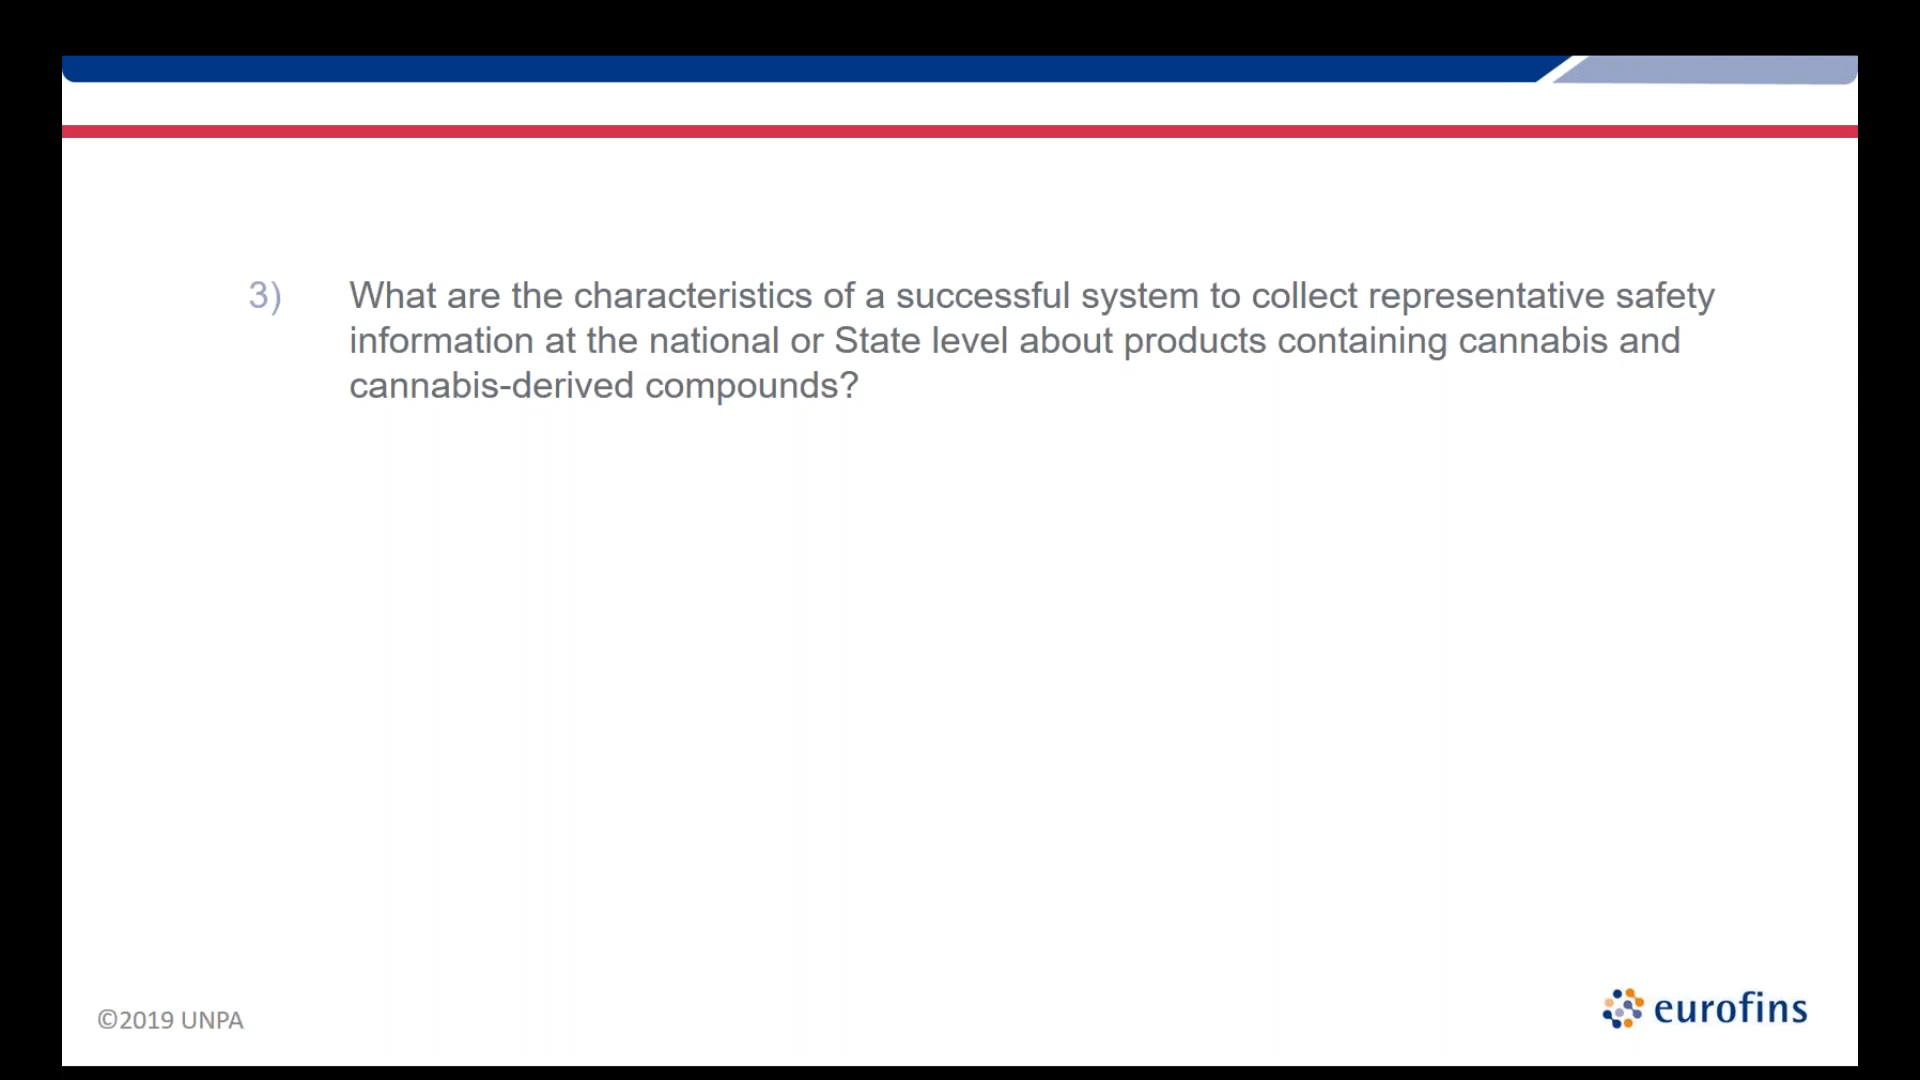 3) What are the characteristics of a successful system to collect representative safety
information at the national or State level about products containing cannabis and
cannabis-derived compounds?
©2019 UNPA
eurofins